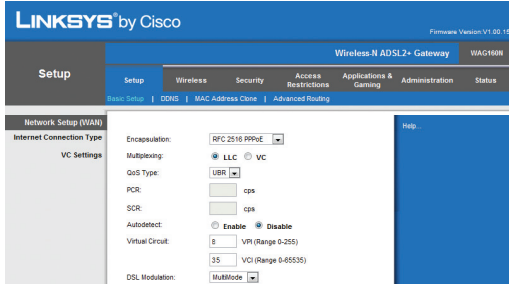 LINKSYS® by Cisco
Firmware Version V1.00.15
Wireless-N ADSL2+ Gateway WAG160N
Setup
Setup Wireless Security Access Restrictions Applications & Gaming Administration Status
Basic Setup | DDNS | MAC Address Clone | Advanced Routing
Network Setup (WAN)
Help...
Internet Connection Type
Encapsulation: RFC 2516 PPPoE
VC Settings
Multiplexing: LLC VC
QoS Type: UBR
PCR: cps
SCR: cps
Autodetect: Enable Disable
Virtual Circuit: 8 VPI (Range 0-255)
35 VCI (Range 0-65535)
DSL Modulation: MultiMode